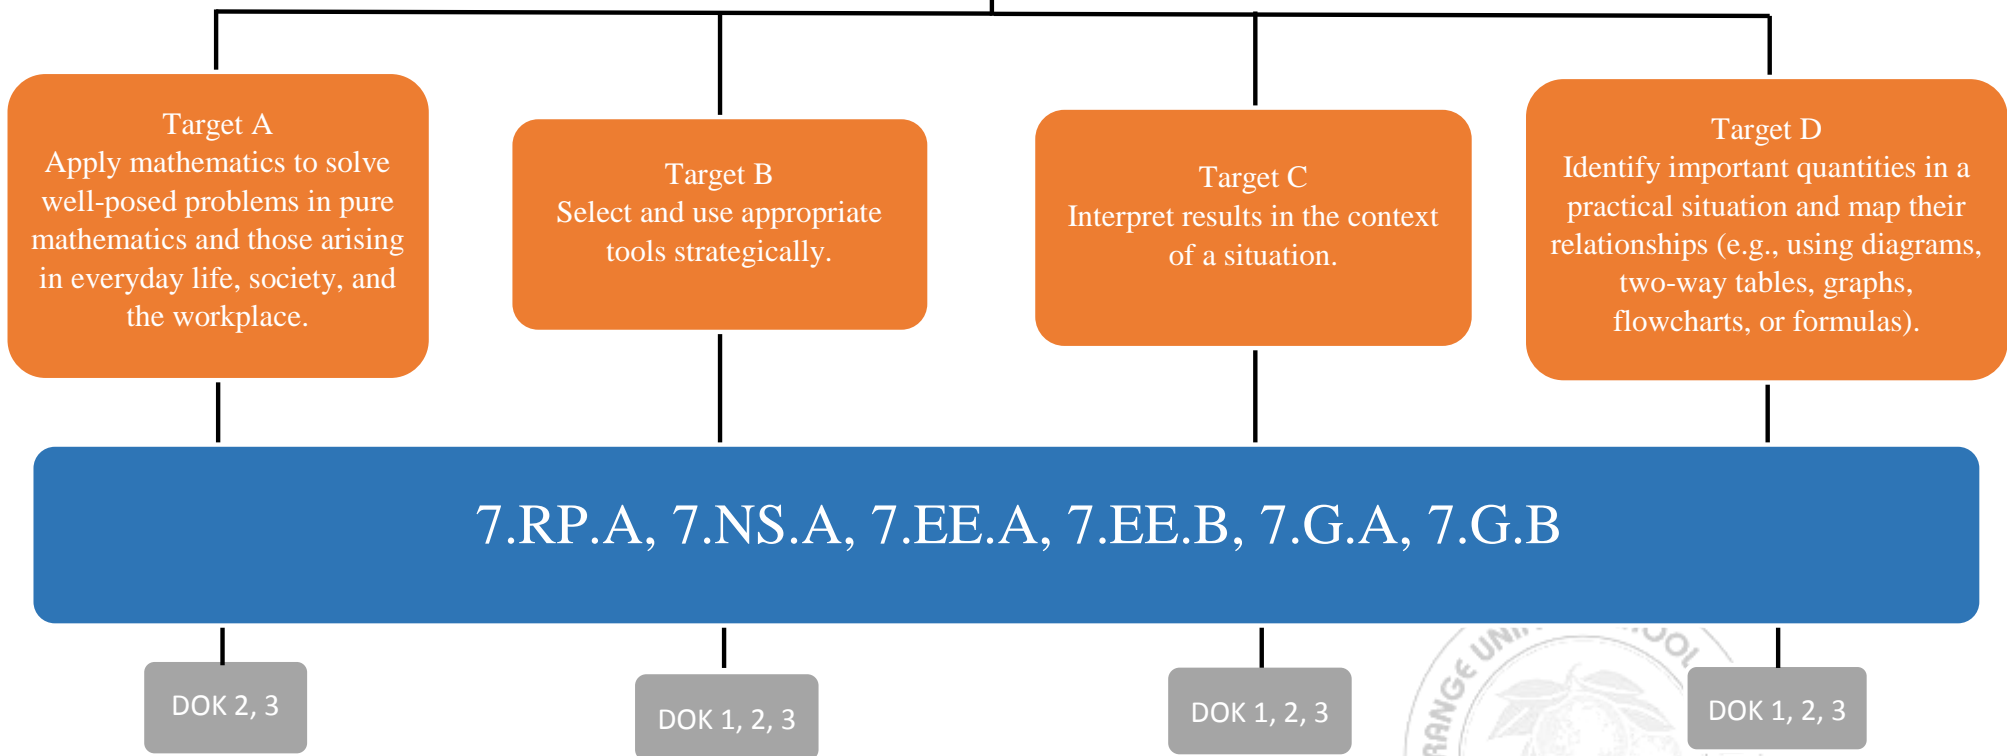 Target A
Apply mathematics to solve
well-posed problems in pure
mathematics and those arising
in everyday life, society, and
the workplace.
Target B
Select and use appropriate
tools strategically.
Target C
Interpret results in the context
of a situation.
Target D
Identify important quantities in a
practical situation and map their
relationships (e.g., using diagrams,
two-way tables, graphs,
flowcharts, or formulas).
7.RP.A, 7.NS.A, 7.EE.A, 7.EE.B, 7.G.A, 7.G.B
DOK 2, 3
DOK 1, 2, 3
DOK 1, 2, 3
DOK 1, 2, 3